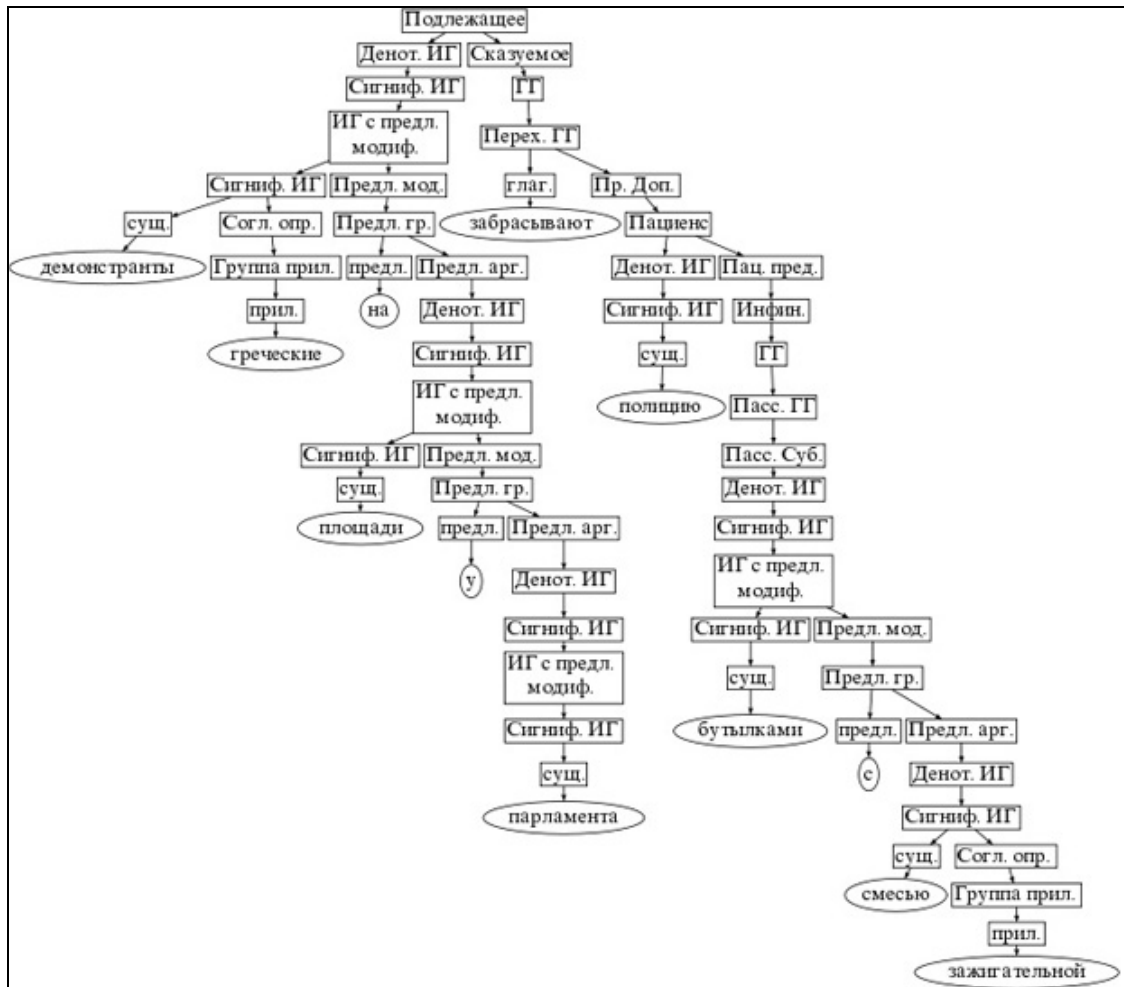 Подлежащее
Денот. ИГ Сказуемое
Сигниф. ИГ ГГ
ИГ с предл.
модиф.
Перех. ГГ
Сигниф. ИГ Предл. мод. глаг. Пр. Доп.
сущ. Согл. опр. Предл. гр. забрасывают Пациенс
демонстранты Группа прил. предл. Предл. арг. Денот. ИГ Пац. пред.
прил. на Денот. ИГ Сигниф. ИГ Инфин.
греческие Сигниф. ИГ сущ. ГГ
ИГ с предл.
модиф.
полицию Пасс. ГГ
Сигниф. ИГ Предл. мод. Пасс. Суб.
сущ. Предл. гр. Денот. ИГ
площади предл. Предл. арг. Сигниф. ИГ
у Денот. ИГ ИГ с предл.
модиф.
Сигниф. ИГ Сигниф. ИГ Предл. мод.
ИГ с предл.
модиф.
сущ. Предл. гр.
Сигниф. ИГ бутылками предл. Предл. арг.
сущ. с Денот. ИГ
парламента Сигниф. ИГ
сущ. Согл. опр.
смесью Группа прил.
прил.
зажигательной